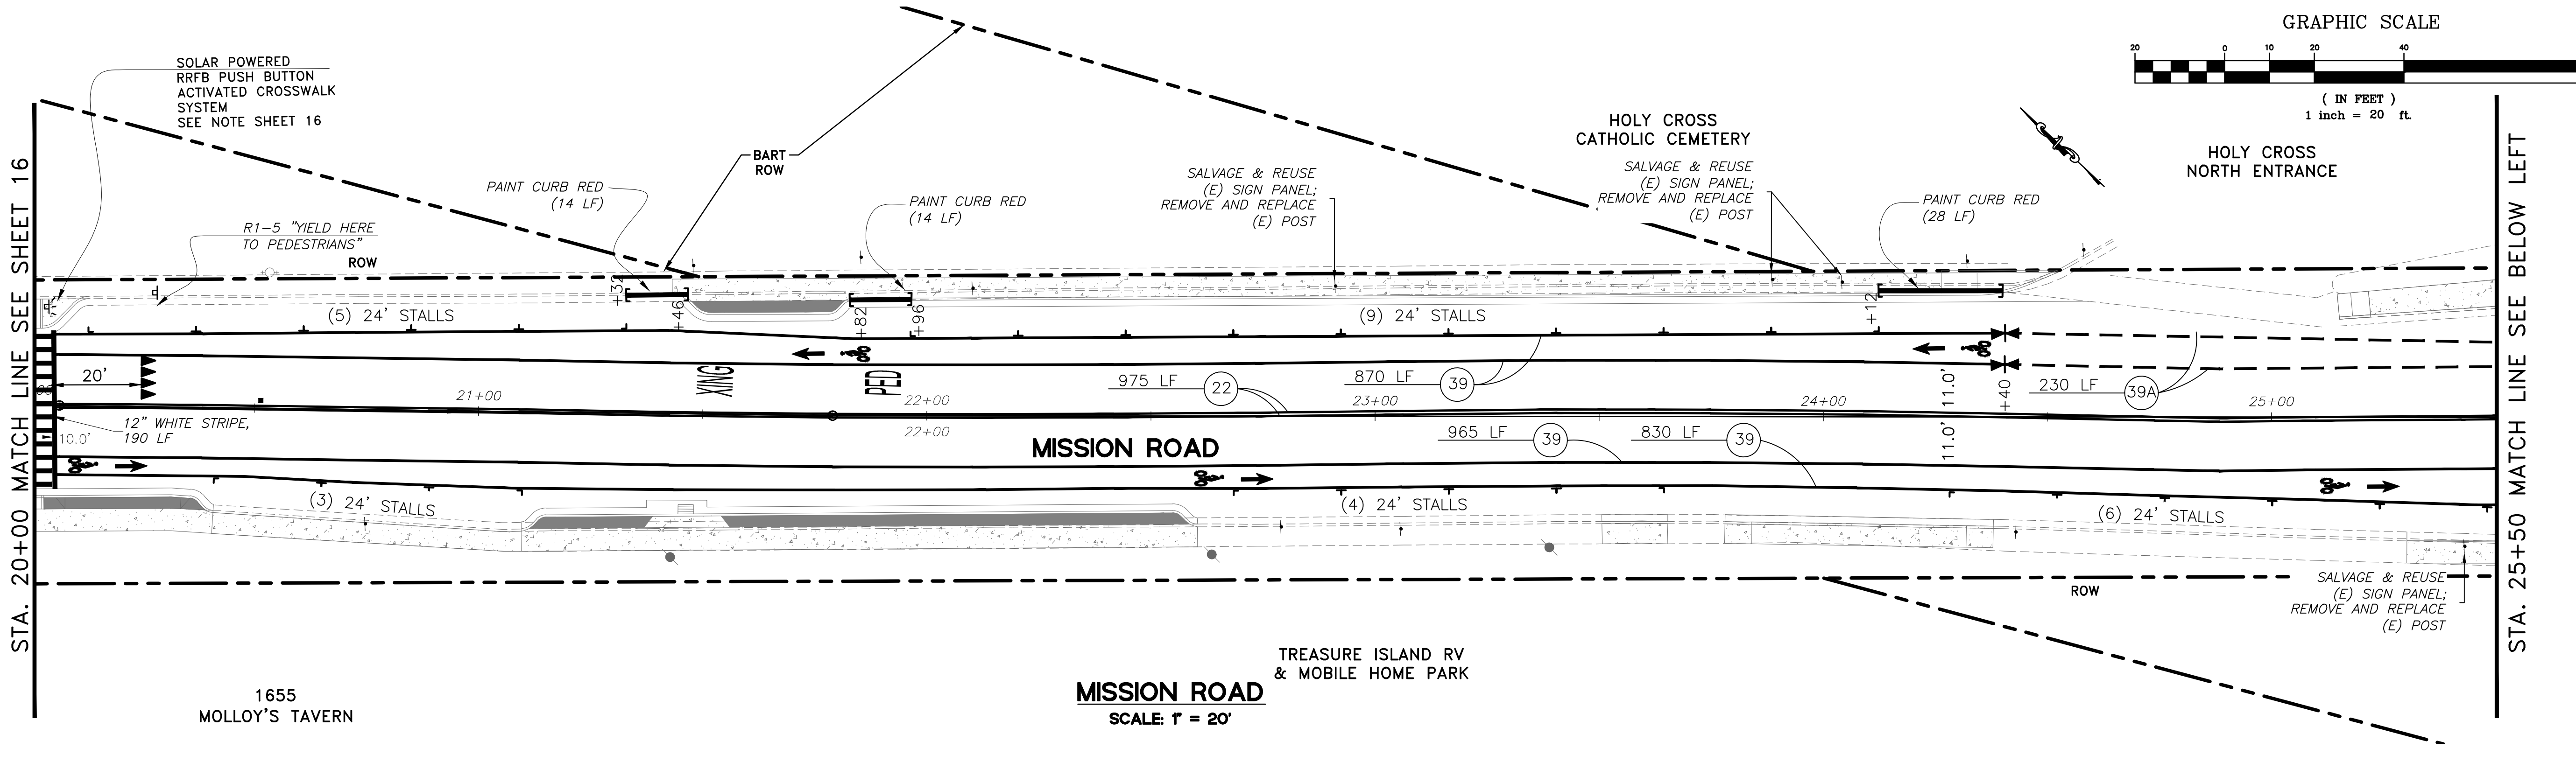 GRAPHIC SCALE
20 0 10 20 40
( IN FEET )
1 inch = 20 ft.
STA. 20+00 MATCH LINE SEE SHEET 16
SOLAR POWERED
RRFB PUSH BUTTON
ACTIVATED CROSSWALK
SYSTEM
SEE NOTE SHEET 16
R1-5 "YIELD HERE
TO PEDESTRIANS"
ROW
PAINT CURB RED
(14 LF)
BART
ROW
PAINT CURB RED
(14 LF)
SALVAGE & REUSE
(E) SIGN PANEL;
REMOVE AND REPLACE
(E) POST
HOLY CROSS
CATHOLIC CEMETERY
SALVAGE & REUSE
(E) SIGN PANEL;
REMOVE AND REPLACE
(E) POST
PAINT CURB RED
(28 LF)
HOLY CROSS
NORTH ENTRANCE
+32
+46
+82
+96
+12
(5) 24' STALLS
(9) 24' STALLS
20'
XING
PED
975 LF 22
870 LF 39
11.0'
+40
230 LF 39A
21+00
22+00
23+00
24+00
25+00
12" WHITE STRIPE,
190 LF
10.0'
22+00
MISSION ROAD
965 LF 39
830 LF 39
11.0'
(3) 24' STALLS
(4) 24' STALLS
(6) 24' STALLS
ROW
SALVAGE & REUSE
(E) SIGN PANEL;
REMOVE AND REPLACE
(E) POST
TREASURE ISLAND RV
& MOBILE HOME PARK
1655
MOLLOY'S TAVERN
MISSION ROAD
SCALE: 1" = 20'
STA. 25+50 MATCH LINE SEE BELOW LEFT